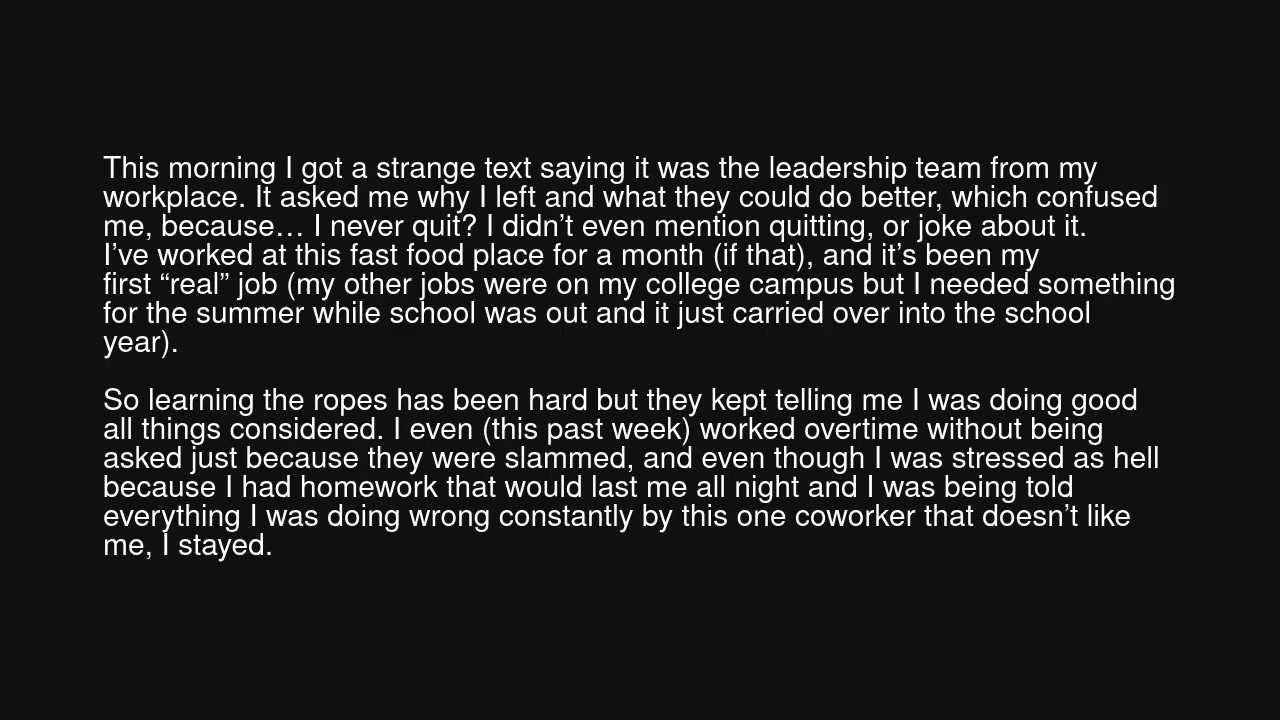 This morning I got a strange text saying it was the leadership team from my
workplace. It asked me why I left and what they could do better, which confused
me, because… I never quit? I didn’t even mention quitting, or joke about it.
I’ve worked at this fast food place for a month (if that), and it’s been my
first “real” job (my other jobs were on my college campus but I needed something
for the summer while school was out and it just carried over into the school
year).
So learning the ropes has been hard but they kept telling me I was doing good
all things considered. I even (this past week) worked overtime without being
asked just because they were slammed, and even though I was stressed as hell
because I had homework that would last me all night and I was being told
everything I was doing wrong constantly by this one coworker that doesn’t like
me, I stayed.